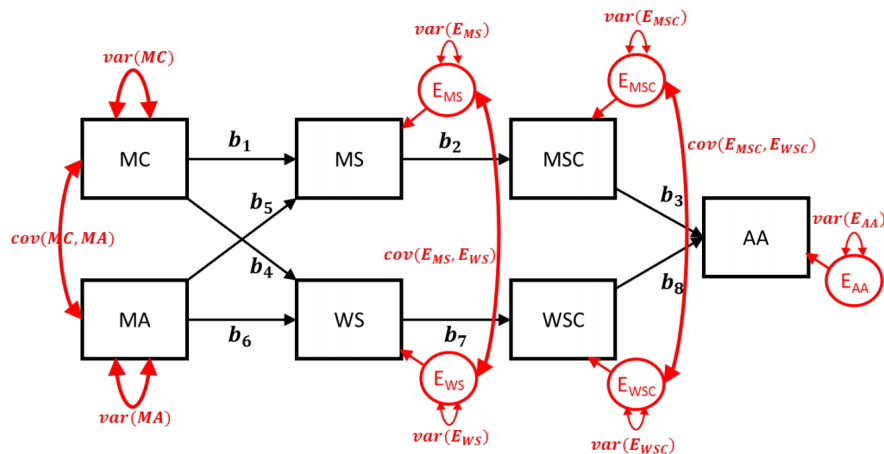 var(MC)
var(E_MS)
var(E_MSC)
E_MS
E_MSC
MC
b_1
MS
b_2
MSC
cov(E_MSC, E_WSC)
b_5
b_3
var(E_AA)
cov(MC, MA)
AA
b_4
cov(E_MS, E_WS)
b_8
E_AA
MA
b_6
WS
b_7
WSC
E_WS
E_WSC
var(MA)
var(E_WS)
var(E_WSC)